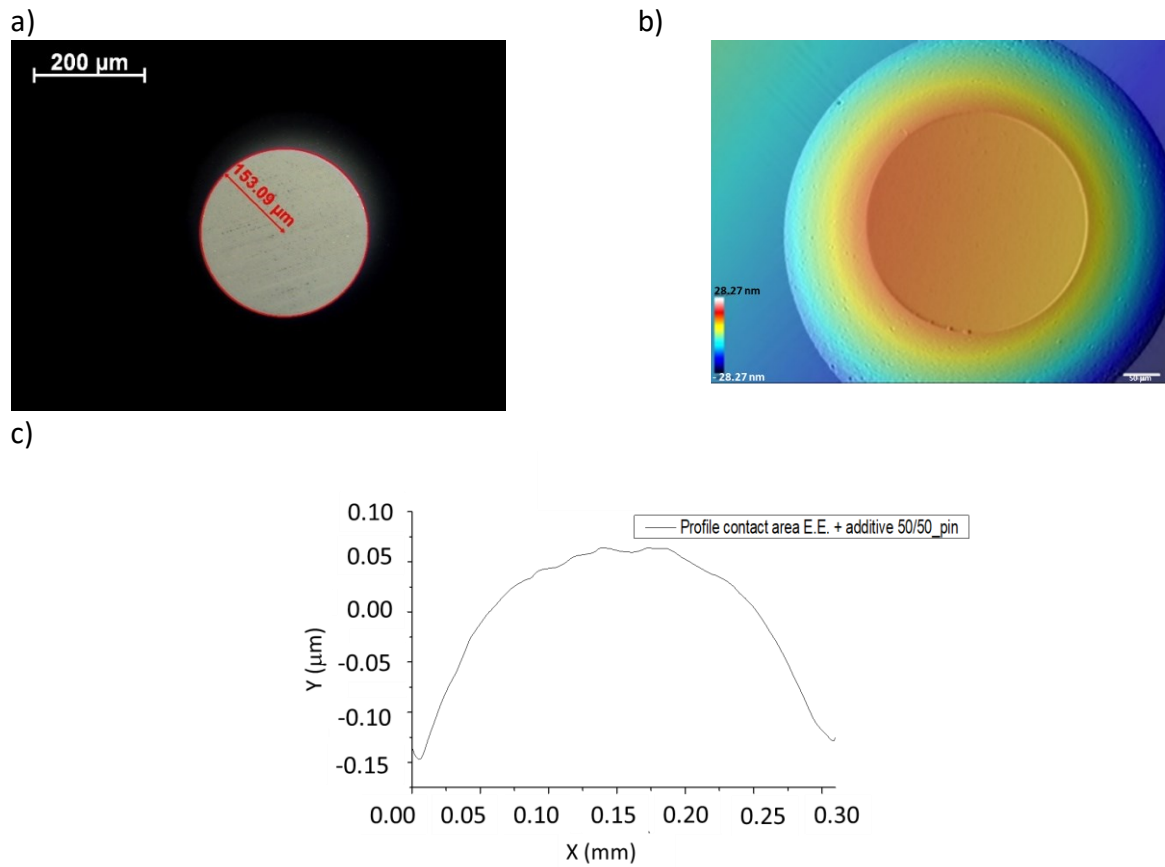 a)
b)
200 µm
153.09 µm
28.27 nm
- 28.27 nm
50 µm
c)
Profile contact area E.E. + additive 50/50_pin
0.10
0.05
0.00
-0.05
-0.10
-0.15
Y (µm)
0.00 0.05 0.10 0.15 0.20 0.25 0.30
X (mm)